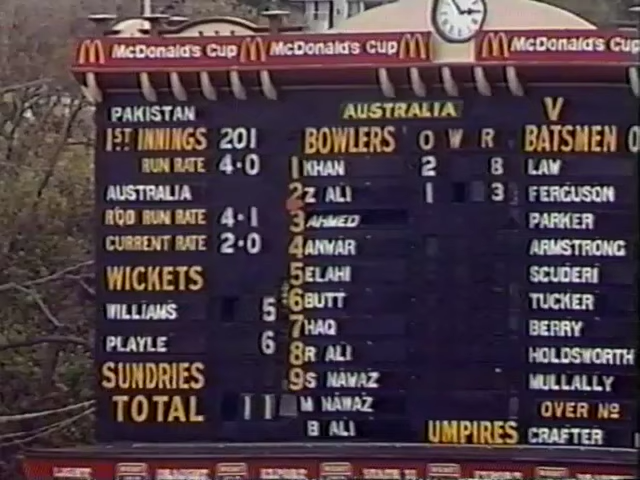 McDonald's Cup McDonald's Cup McDonald's Cup
PAKISTAN AUSTRALIA V
1ST INNINGS 201 BOWLERS O W R BATSMEN O
RUN RATE 4.0 1 KHAN 2 8 LAW
AUSTRALIA 2 Z ALI 1 3 FERGUSON
RQD RUN RATE 4.1 3 AHMED PARKER
CURRENT RATE 2.0 4 ANWAR ARMSTRONG
WICKETS 5 ELAHI SCUDERI
WILLIAMS 5 6 BUTT TUCKER
7 HAQ BERRY
PLAYLE 6 8 R ALI HOLDSWORTH
SUNDRIES 9 S NAWAZ MULLALLY
TOTAL 11 M NAWAZ OVER NO
B ALI UMPIRES CRAFTER